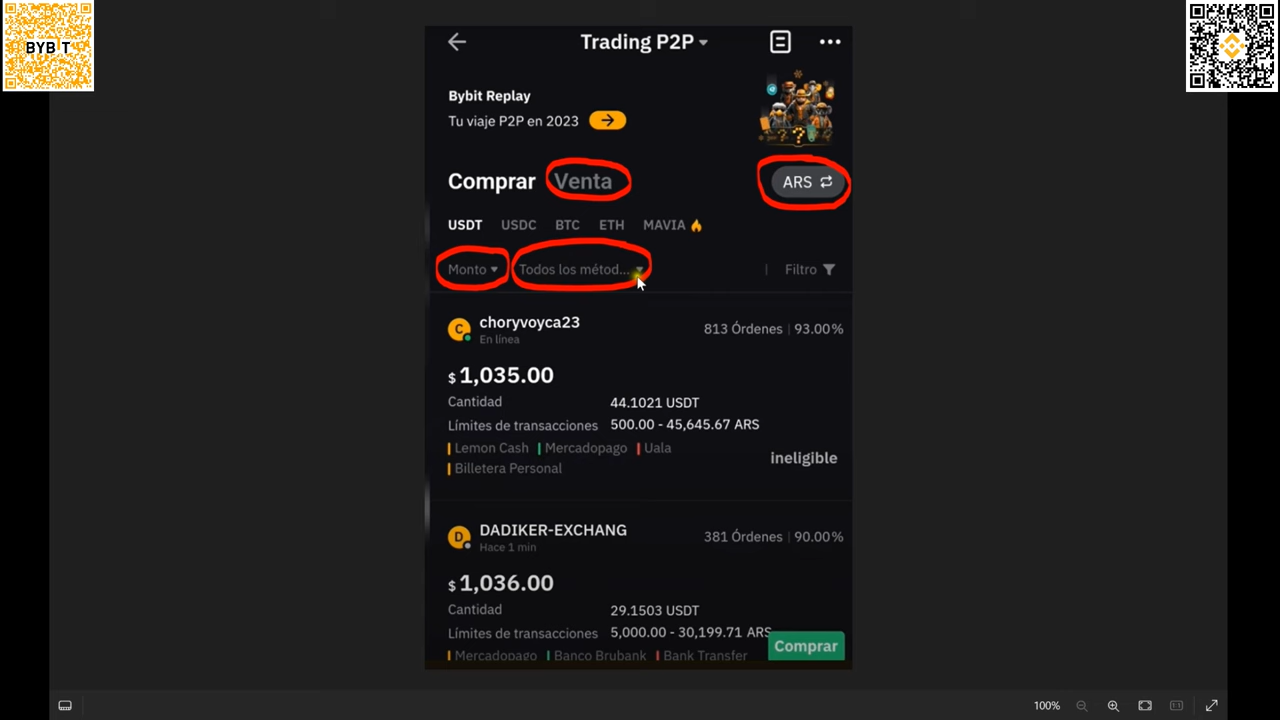 BYBIT
Trading P2P
Bybit Replay
Tu viaje P2P en 2023
Comprar Venta ARS
USDT USDC BTC ETH MAVIA
Monto Todos los métod... Filtro
C choryvoyca23 813 Órdenes | 93.00%
En línea
$ 1,035.00
Cantidad 44.1021 USDT
Límites de transacciones 500.00 - 45,645.67 ARS
Lemon Cash Mercadopago Uala
Billetera Personal
ineligible
D DADIKER-EXCHANG 381 Órdenes | 90.00%
Hace 1 min
$ 1,036.00
Cantidad 29.1503 USDT
Límites de transacciones 5,000.00 - 30,199.71 ARS
Comprar
Mercadopago Banco Brubank Bank Transfer
100%